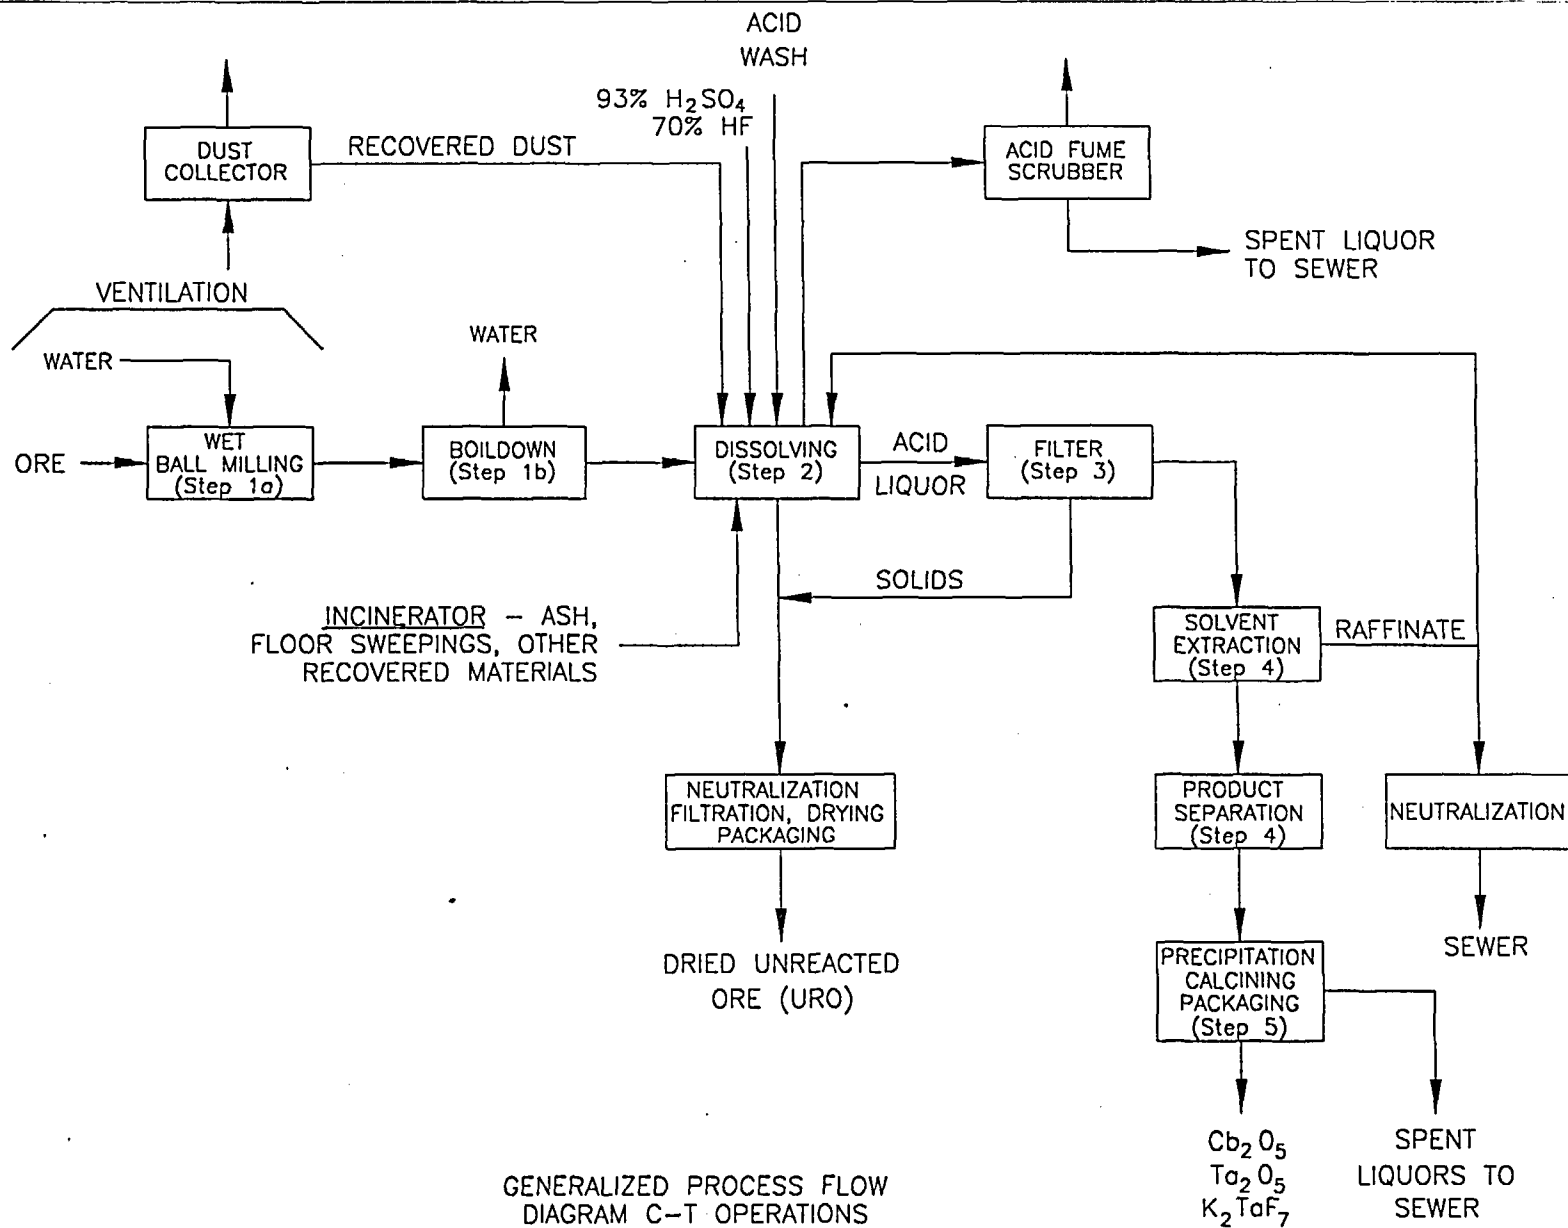 ACID
WASH
93% H₂SO₄
70% HF
DUST
COLLECTOR
RECOVERED DUST
ACID FUME
SCRUBBER
SPENT LIQUOR
TO SEWER
VENTILATION
WATER
WATER
ORE
WET
BALL MILLING
(Step 1a)
BOILDOWN
(Step 1b)
DISSOLVING
(Step 2)
ACID
LIQUOR
FILTER
(Step 3)
SOLIDS
INCINERATOR – ASH,
FLOOR SWEEPINGS, OTHER
RECOVERED MATERIALS
SOLVENT
EXTRACTION
(Step 4)
RAFFINATE
NEUTRALIZATION
FILTRATION, DRYING
PACKAGING
PRODUCT
SEPARATION
(Step 4)
NEUTRALIZATION
DRIED UNREACTED
ORE (URO)
PRECIPITATION
CALCINING
PACKAGING
(Step 5)
SEWER
Cb₂O₅
Ta₂O₅
K₂TaF₇
SPENT
LIQUORS TO
SEWER
GENERALIZED PROCESS FLOW
DIAGRAM C–T OPERATIONS